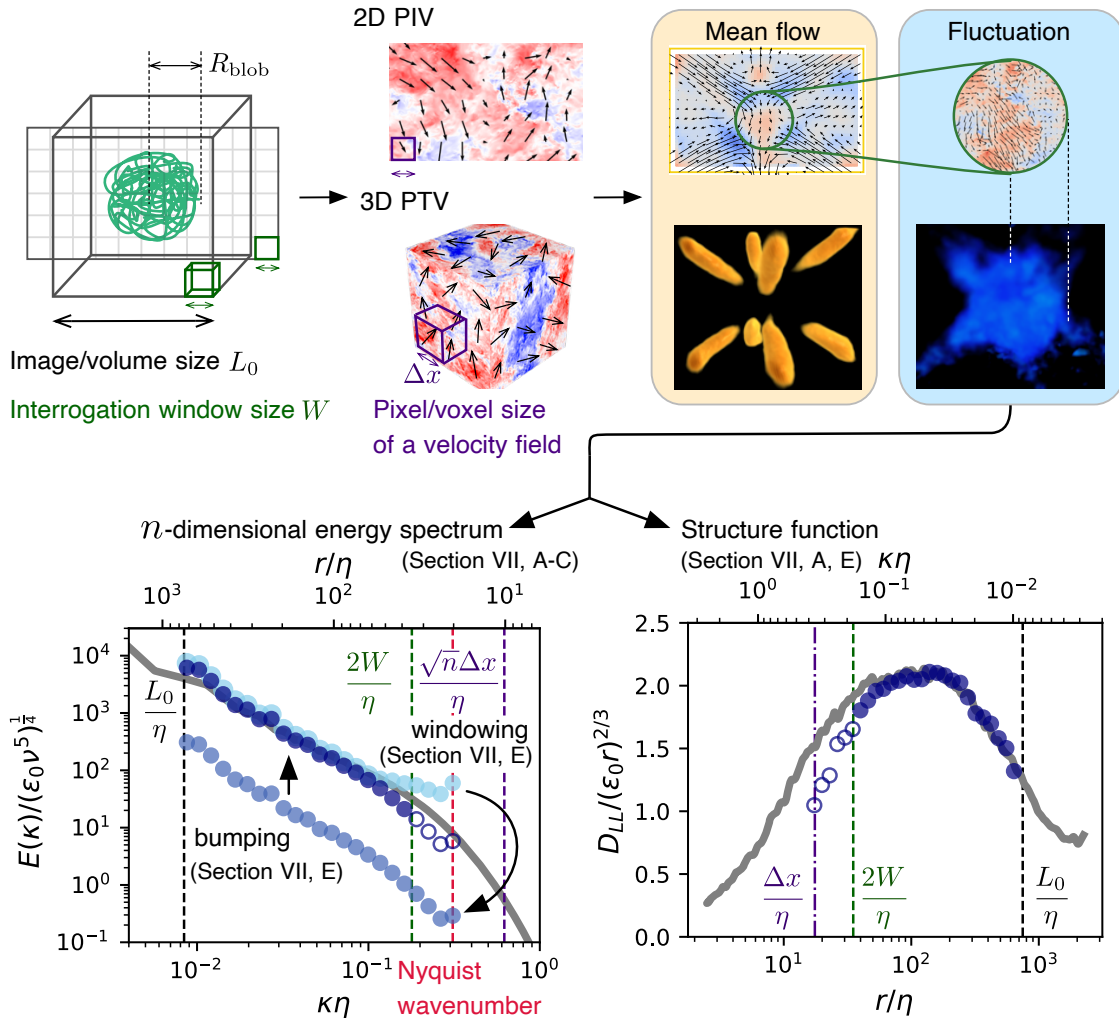 2D PIV
Mean flow
Fluctuation
R_blob
3D PTV
Δx
Image/volume size L_0
Interrogation window size W
Pixel/voxel size
of a velocity field
n-dimensional energy spectrum
(Section VII, A-C)
r/η
10^3 10^2 10^1
E(κ)/(ε_0ν^5)^{1/4}
10^4
10^3
10^2
10^1
10^0
10^{-1}
L_0/η
2W/η
√nΔx/η
windowing
(Section VII, E)
bumping
(Section VII, E)
10^{-2} 10^{-1} 10^0
Nyquist
wavenumber
κη
Structure function
(Section VII, A, E)
κη
10^0 10^{-1} 10^{-2}
D_{LL}/(ε_0r)^{2/3}
2.5
2.0
1.5
1.0
0.5
0.0
Δx/η
2W/η
L_0/η
10^1 10^2 10^3
r/η